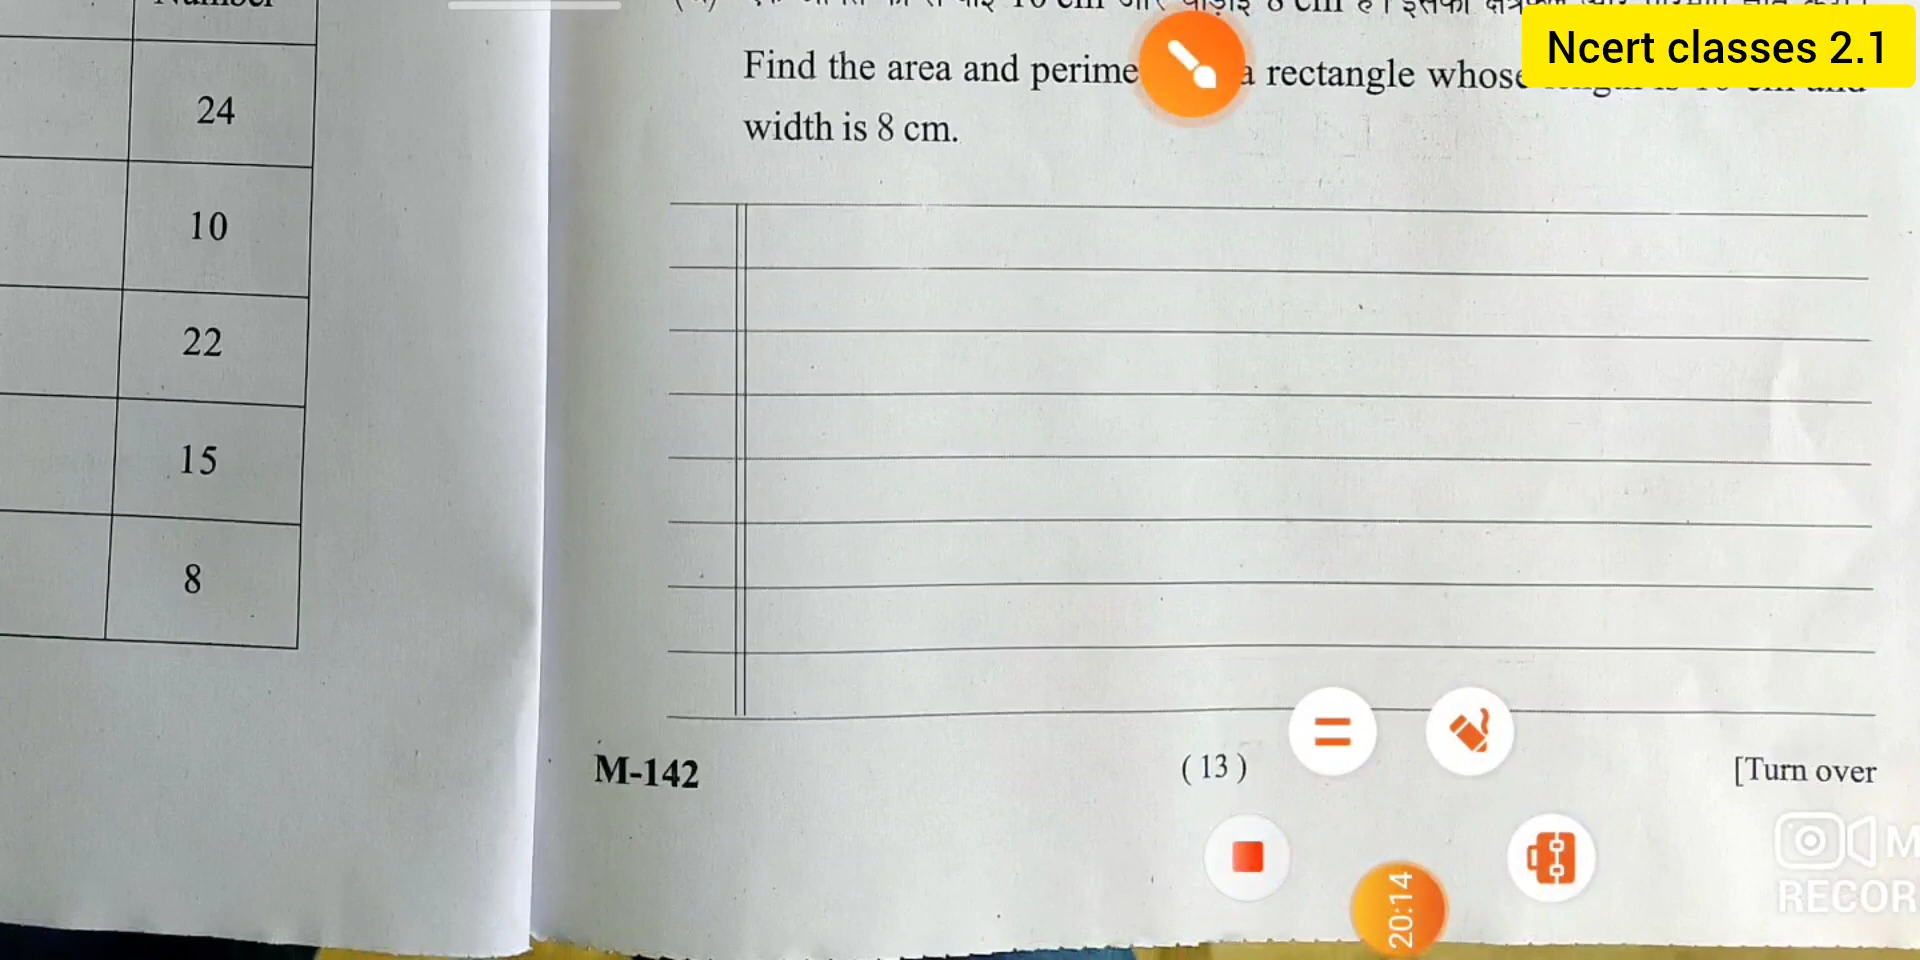 24
10
22
15
8
Find the area and perime a rectangle whose
width is 8 cm.
M-142
( 13 )
[Turn over
Ncert classes 2.1
20:14
RECOR